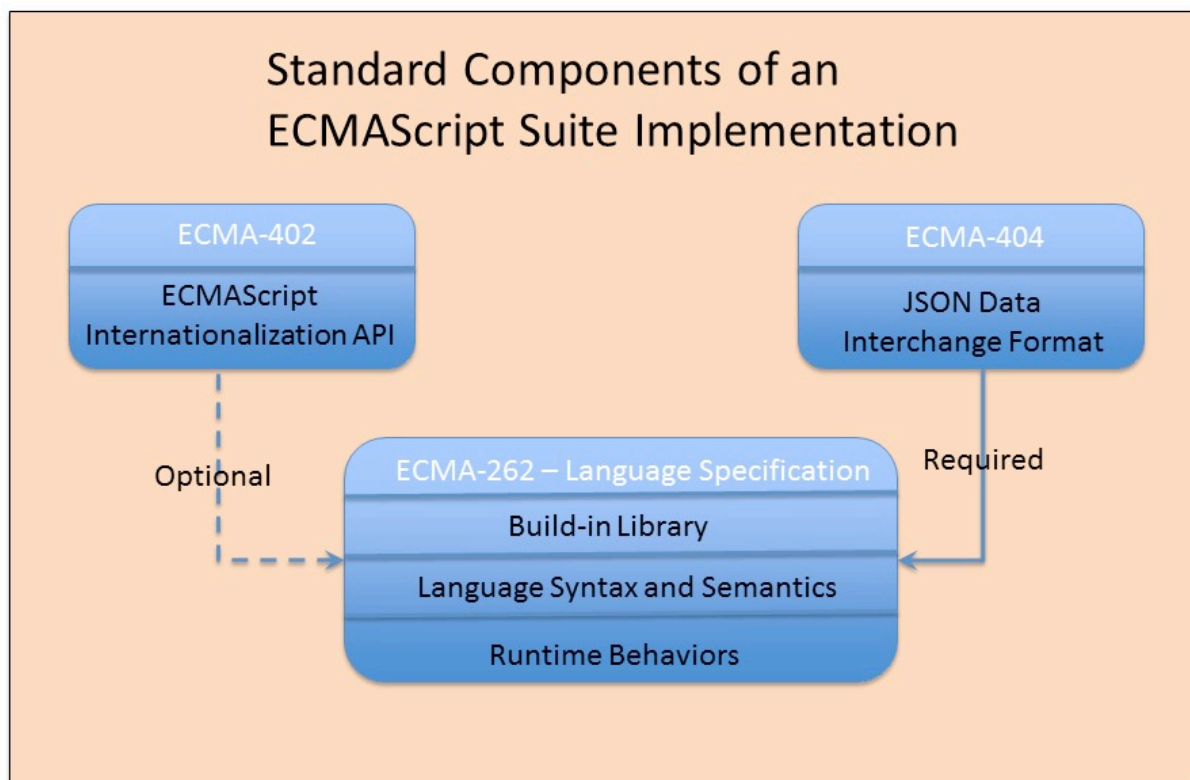 Standard Components of an
ECMAScript Suite Implementation
ECMA-402
ECMAScript
Internationalization API
ECMA-404
JSON Data
Interchange Format
Optional
Required
ECMA-262 – Language Specification
Build-in Library
Language Syntax and Semantics
Runtime Behaviors